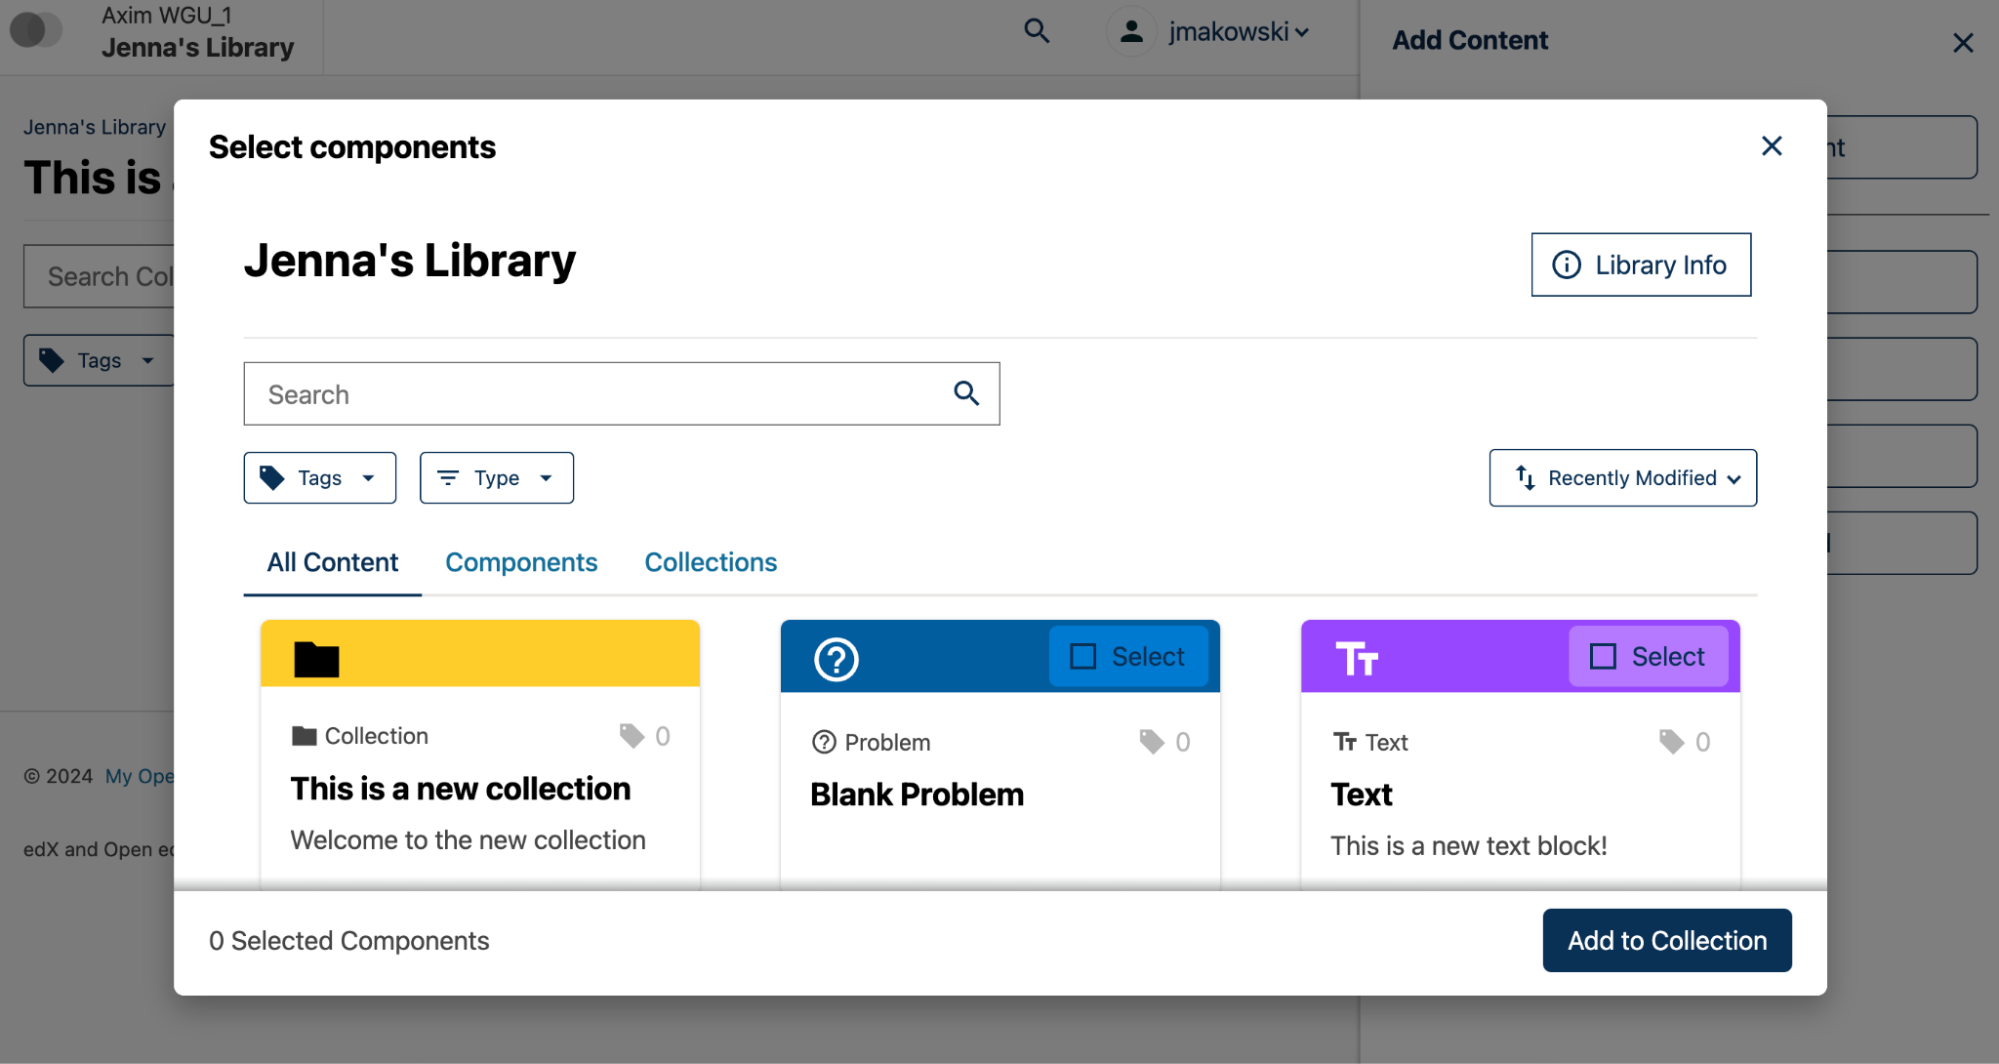 Axim WGU_1
Jenna's Library
jmakowski
Add Content
Jenna's Library
This is
Search Col
Tags
© 2024 My Ope
edX and Open
Select components
Jenna's Library
Library Info
Search
Tags
Type
Recently Modified
All Content
Components
Collections
Collection
0
This is a new collection
Welcome to the new collection
Select
Problem
0
Blank Problem
Select
Text
0
Text
This is a new text block!
0 Selected Components
Add to Collection
nt